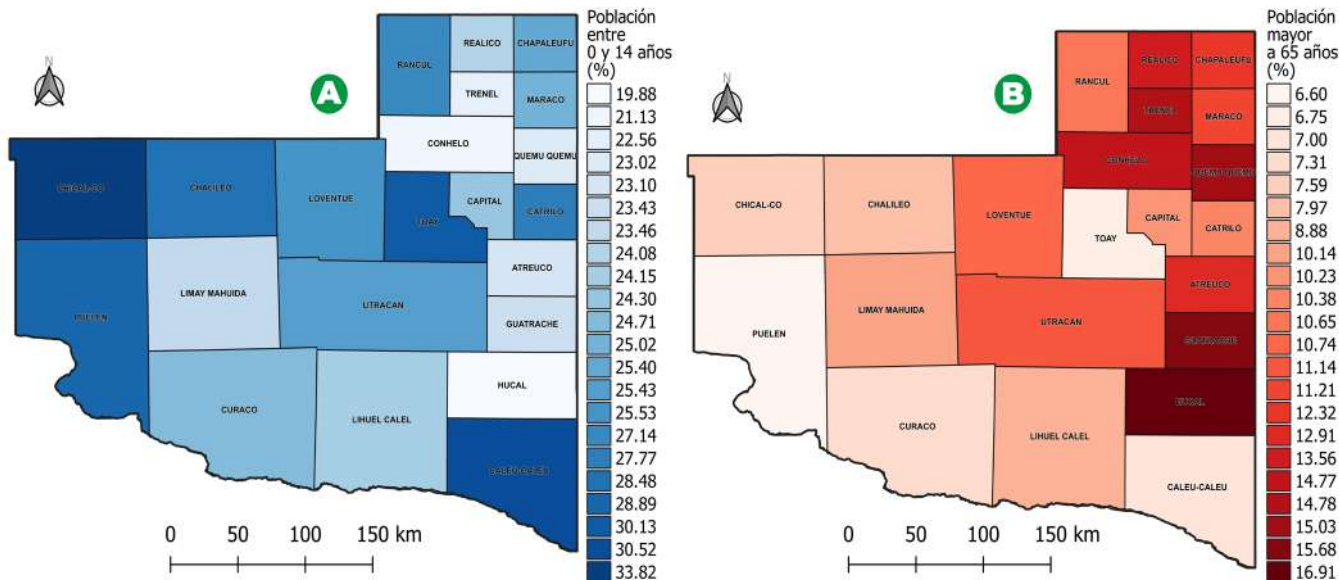 Población
entre
0 y 14 años
(%)
19.88
21.13
22.56
23.02
23.10
23.43
23.46
24.08
24.15
24.30
24.71
25.02
25.40
25.43
25.53
27.14
27.77
28.48
28.89
30.13
30.52
33.82
N
A
RANCUL
REALICO
CHAPALEUFU
TRENEL
MARACO
CONHELO
QUEMU QUEMU
CHICAL-CO
CHALILEO
LOVENTUE
TOAY
CAPITAL
CATRILO
ATREUCO
PUELEN
LIMAY MAHUIDA
UTRACAN
GUATRACHE
HUCAL
CURACO
LIHUEL CALEL
CALEU-CALEU
0 50 100 150 km
Población
mayor
a 65 años
(%)
6.60
6.75
7.00
7.31
7.59
7.97
8.88
10.14
10.23
10.38
10.65
10.74
11.14
11.21
12.32
12.91
13.56
14.77
14.78
15.03
15.68
16.91
N
B
RANCUL
REALICO
CHAPALEUFU
TRENEL
MARACO
CONHELO
QUEMU QUEMU
CHICAL-CO
CHALILEO
LOVENTUE
TOAY
CAPITAL
CATRILO
ATREUCO
PUELEN
LIMAY MAHUIDA
UTRACAN
GUATRACHE
HUCAL
CURACO
LIHUEL CALEL
CALEU-CALEU
0 50 100 150 km